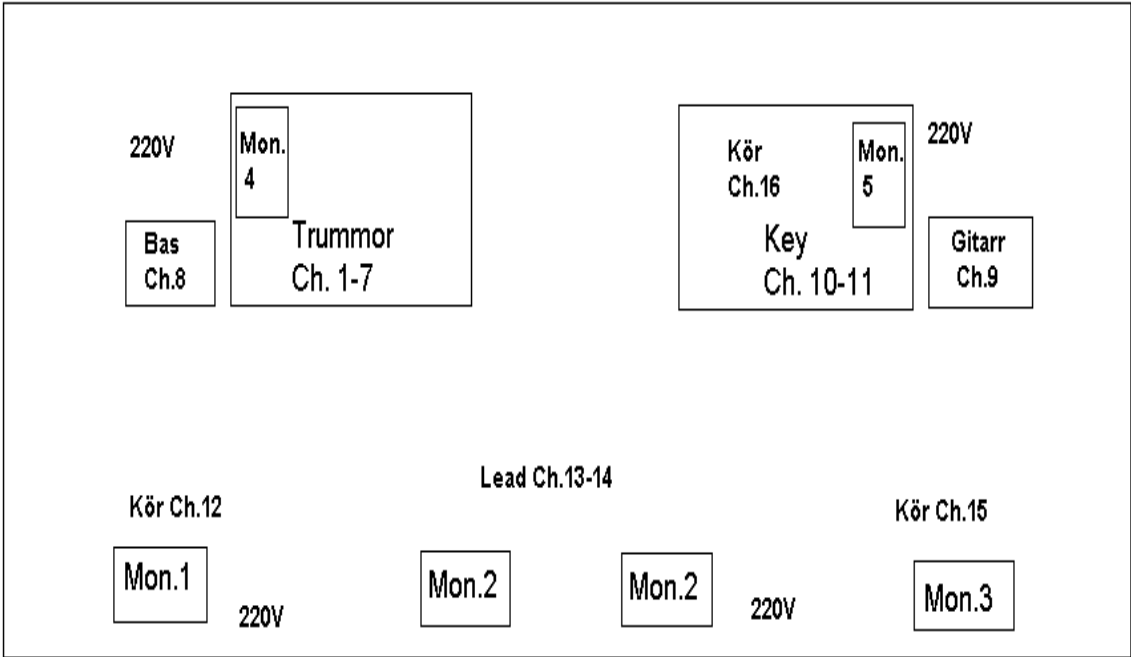 220V
Mon.
4
Bas
Ch.8
Trummor
Ch. 1-7
Kör
Ch.16
Mon.
5
220V
Key
Ch. 10-11
Gitarr
Ch.9
Lead Ch.13-14
Kör Ch.12
Kör Ch.15
Mon.1
220V
Mon.2
Mon.2
220V
Mon.3